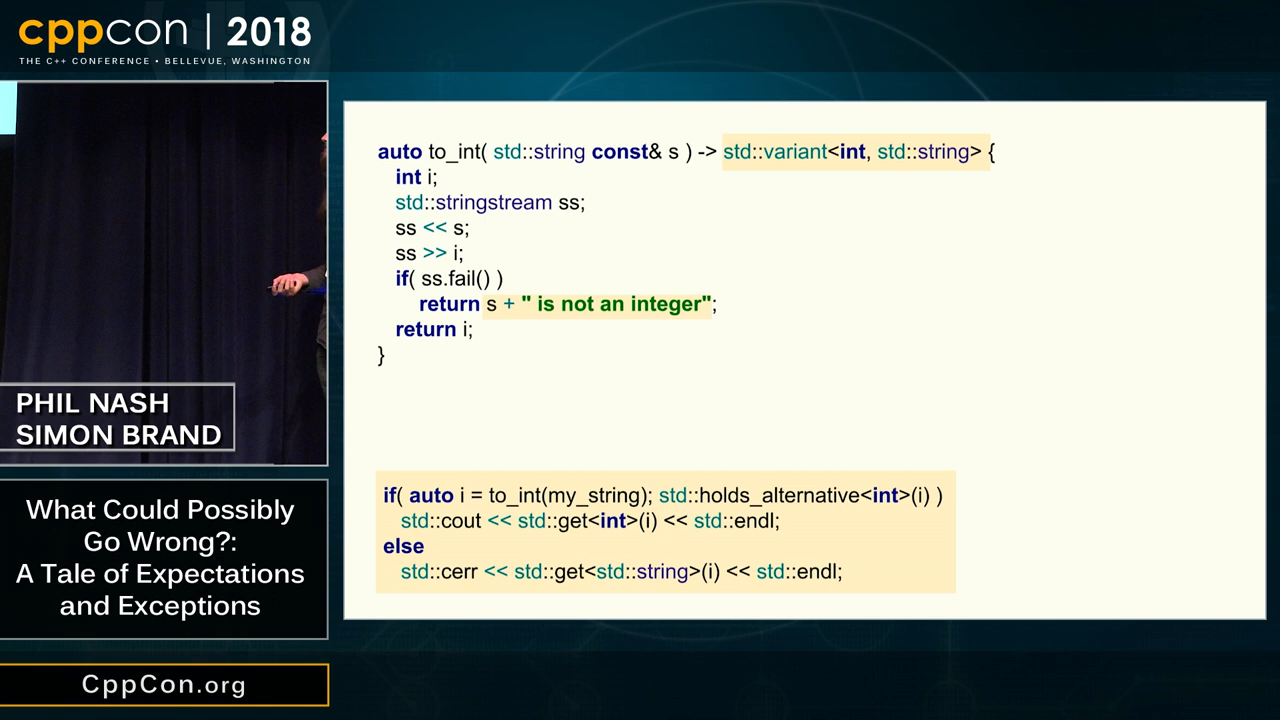 cppcon | 2018
THE C++ CONFERENCE • BELLEVUE, WASHINGTON
auto to_int( std::string const& s ) -> std::variant<int, std::string> {
int i;
std::stringstream ss;
ss << s;
ss >> i;
if( ss.fail() )
return s + " is not an integer";
return i;
}
if( auto i = to_int(my_string); std::holds_alternative<int>(i) )
std::cout << std::get<int>(i) << std::endl;
else
std::cerr << std::get<std::string>(i) << std::endl;
PHIL NASH
SIMON BRAND
What Could Possibly
Go Wrong?:
A Tale of Expectations
and Exceptions
CppCon.org